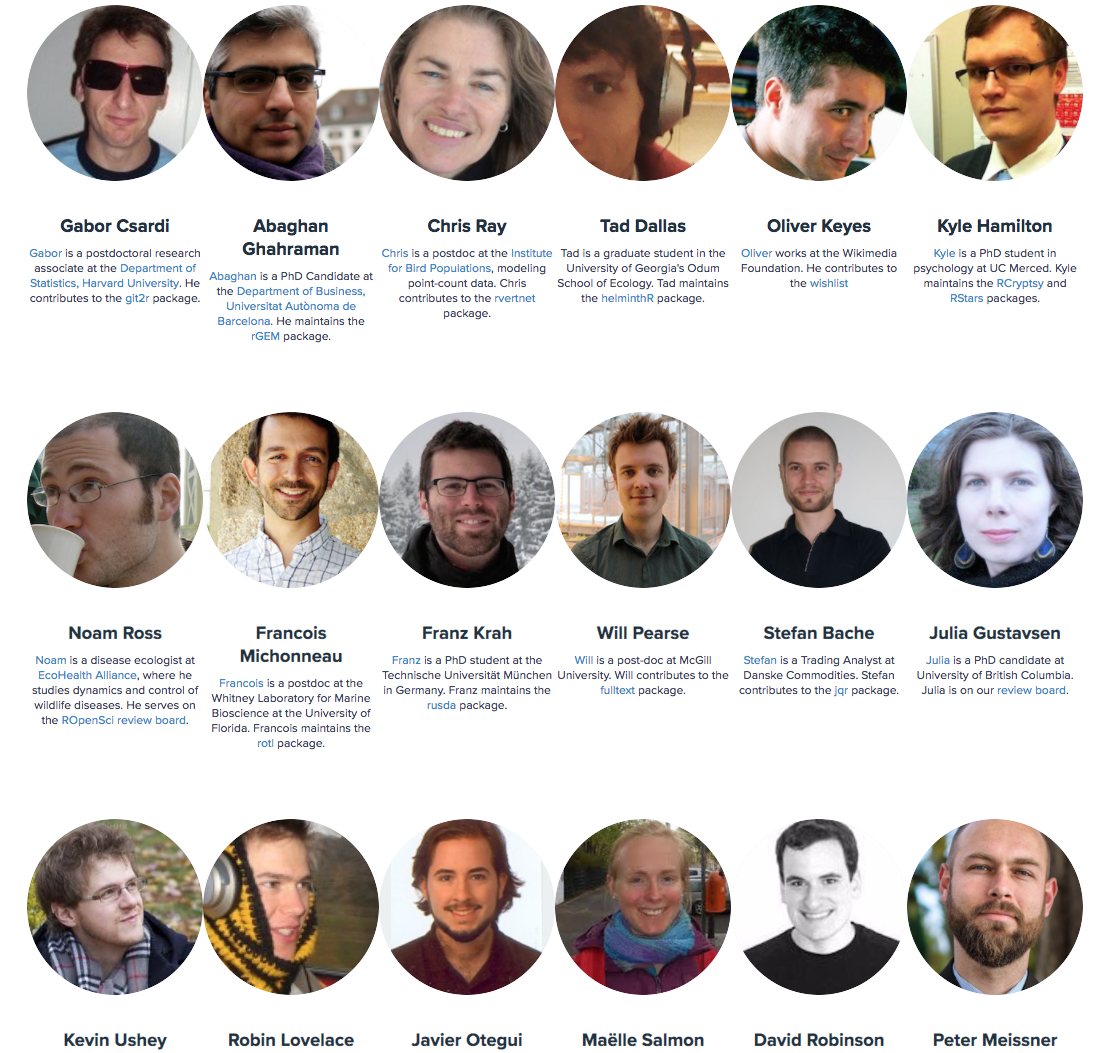 Gabor Csardi
Gabor is a postdoctoral research
associate at the Department of
Statistics, Harvard University. He
contributes to the git2r package.
Abaghan
Ghahraman
Abaghan is a PhD Candidate at
the Department of Business,
Universitat Autònoma de
Barcelona. He maintains the
rGEM package.
Chris Ray
Chris is a postdoc at the Institute
for Bird Populations, modeling
point-count data. Chris
contributes to the rvertnet
package.
Tad Dallas
Tad is a graduate student in the
University of Georgia's Odum
School of Ecology. Tad maintains
the helminthR package.
Oliver Keyes
Oliver works at the Wikimedia
Foundation. He contributes to
the wishlist
Kyle Hamilton
Kyle is a PhD student in
psychology at UC Merced. Kyle
maintains the RCryptsy and
RStars packages.
Noam Ross
Noam is a disease ecologist at
EcoHealth Alliance, where he
studies dynamics and control of
wildlife diseases. He serves on
the ROpenSci review board.
Francois
Michonneau
Francois is a postdoc at the
Whitney Laboratory for Marine
Bioscience at the University of
Florida. Francois maintains the
rotl package.
Franz Krah
Franz is a PhD student at the
Technische Universität München
in Germany. Franz maintains the
rusda package.
Will Pearse
Will is a post-doc at McGill
University. Will contributes to the
fulltext package.
Stefan Bache
Stefan is a Trading Analyst at
Danske Commodities. Stefan
contributes to the jqr package.
Julia Gustavsen
Julia is a PhD candidate at
University of British Columbia.
Julia is on our review board.
Kevin Ushey
Robin Lovelace
Javier Otegui
Maëlle Salmon
David Robinson
Peter Meissner